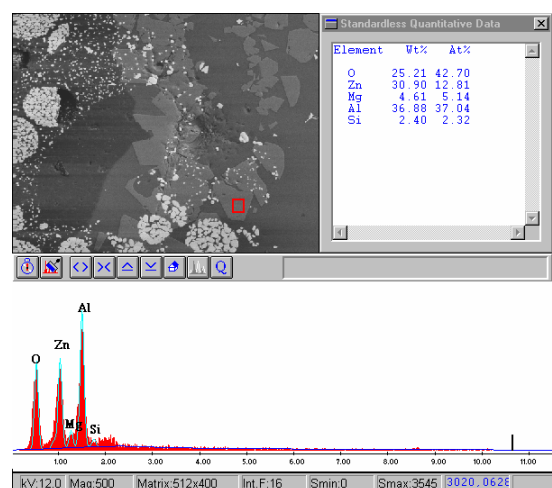 Standardless Quantitative Data
Element Wt% At%
O 25.21 42.70
Zn 30.90 12.81
Mg 4.61 5.14
Al 36.88 37.04
Si 2.40 2.32
Q
Al
Zn
O
Mg
Si
1.00 2.00 3.00 4.00 5.00 6.00 7.00 8.00 9.00 10.00 11.00
kV:12.0 Mag:500 Matrix:512x400 Int.F:16 Smin:0 Smax:3545 3020,0628